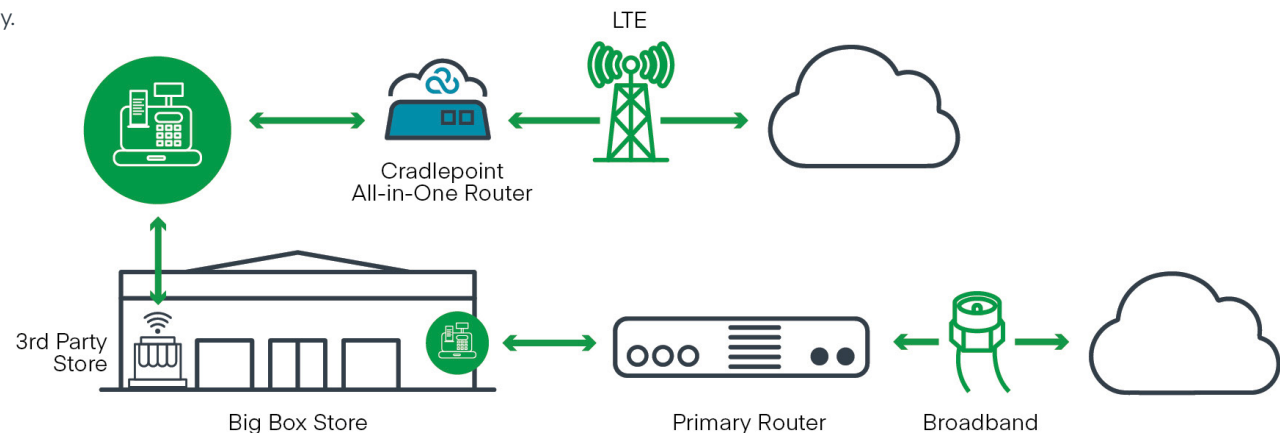 y.
LTE
Cradlepoint
All-in-One Router
3rd Party
Store
Big Box Store
Primary Router
Broadband